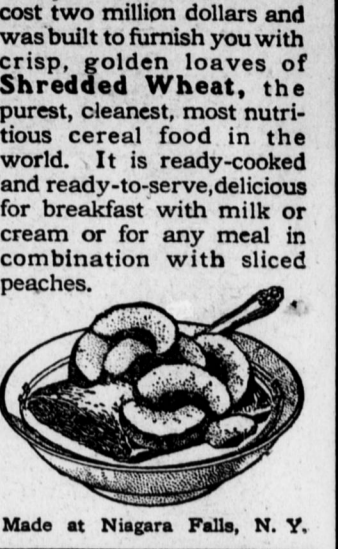 cost two million dollars and
was built to furnish you with
crisp, golden loaves of
Shredded Wheat, the
purest, cleanest, most nutri-
tious cereal food in the
world. It is ready-cooked
and ready-to-serve, delicious
for breakfast with milk or
cream or for any meal in
combination with sliced
peaches.
Made at Niagara Falls, N. Y.